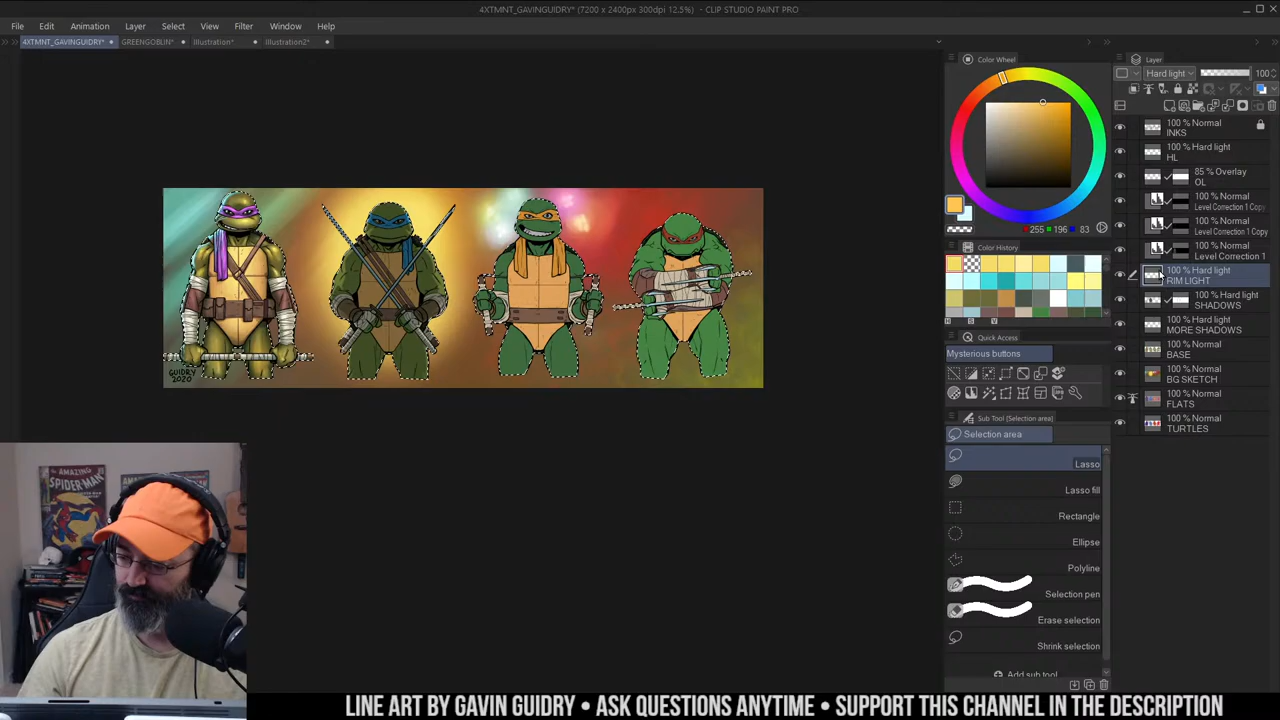 4XTMNT_GAVINGUIDRY* (7200 x 2400px 300dpi 12.5%) - CLIP STUDIO PAINT PRO
File Edit Animation Layer Select View Filter Window Help
4XTMNT_GAVINGUIDRY* GREENGOBLIN* Illustration* Illustration2*
Color Wheel
255 196 83
Color History
H S V
Quick Access
Mysterious buttons
Sub Tool [Selection area]
Selection area
Lasso
Lasso fill
Rectangle
Ellipse
Polyline
Selection pen
Erase selection
Shrink selection
Add sub tool
Layer
Hard light 100
100 % Normal
INKS
100 % Hard light
HL
85 % Overlay
OL
100 % Normal
Level Correction 1 Copy
100 % Normal
Level Correction 1 Copy
100 % Normal
Level Correction 1
100 % Hard light
RIM LIGHT
100 % Hard light
SHADOWS
100 % Hard light
MORE SHADOWS
100 % Normal
BASE
100 % Normal
BG SKETCH
100 % Normal
FLATS
100 % Normal
TURTLES
GUIDRY
2020
AMAZING
SPIDER-MAN
LINE ART BY GAVIN GUIDRY • ASK QUESTIONS ANYTIME • SUPPORT THIS CHANNEL IN THE DESCRIPTION